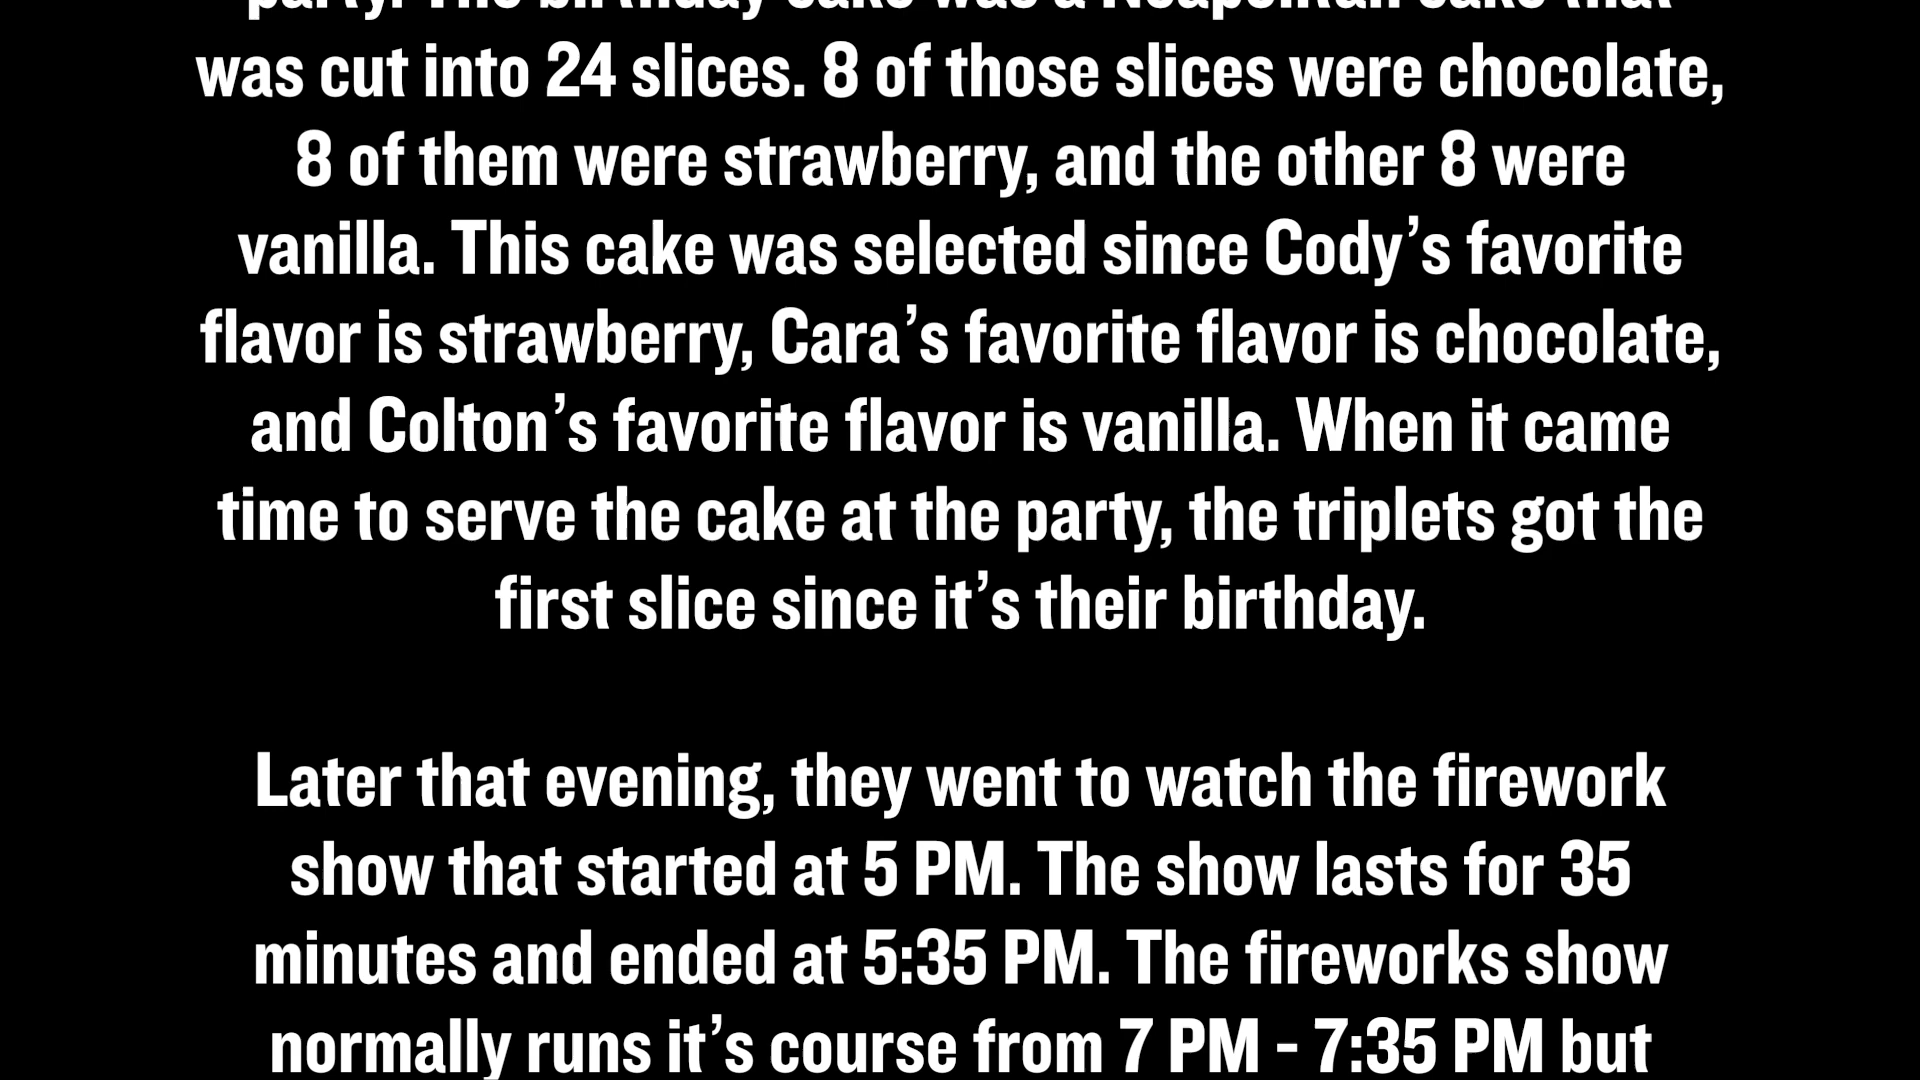 party. The birthday cake was a Neapolitan cake that
was cut into 24 slices. 8 of those slices were chocolate,
8 of them were strawberry, and the other 8 were
vanilla. This cake was selected since Cody’s favorite
flavor is strawberry, Cara’s favorite flavor is chocolate,
and Colton’s favorite flavor is vanilla. When it came
time to serve the cake at the party, the triplets got the
first slice since it’s their birthday.
Later that evening, they went to watch the firework
show that started at 5 PM. The show lasts for 35
minutes and ended at 5:35 PM. The fireworks show
normally runs it’s course from 7 PM - 7:35 PM but